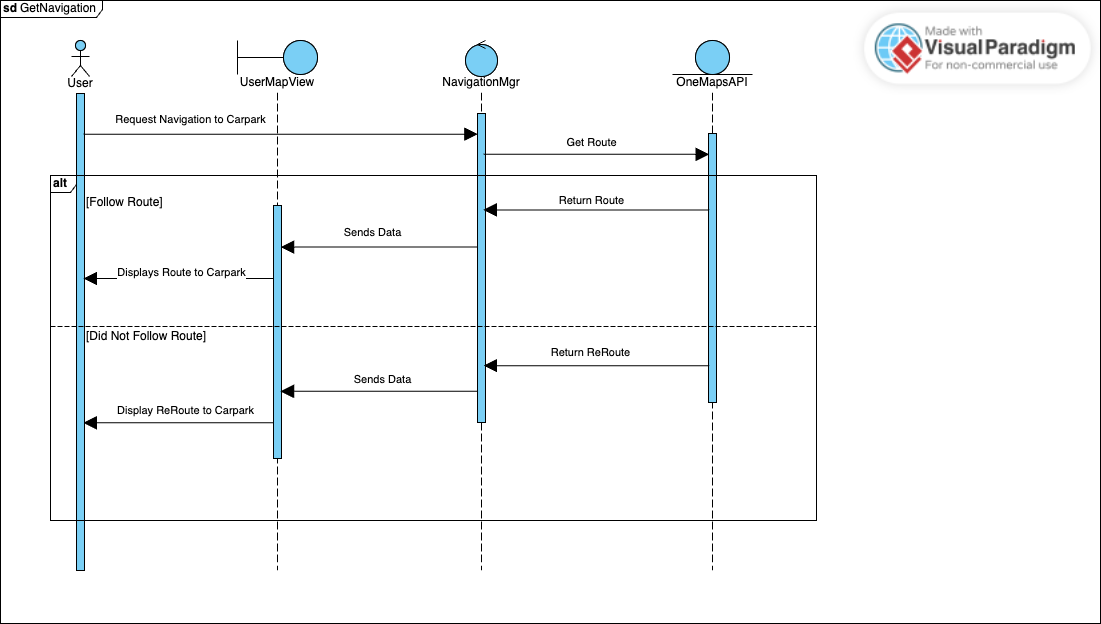 sd GetNavigation
Made with
Visual Paradigm
For non-commercial use
User
UserMapView
NavigationMgr
OneMapsAPI
Request Navigation to Carpark
Get Route
alt
[Follow Route]
Return Route
Sends Data
Displays Route to Carpark
[Did Not Follow Route]
Return ReRoute
Sends Data
Display ReRoute to Carpark